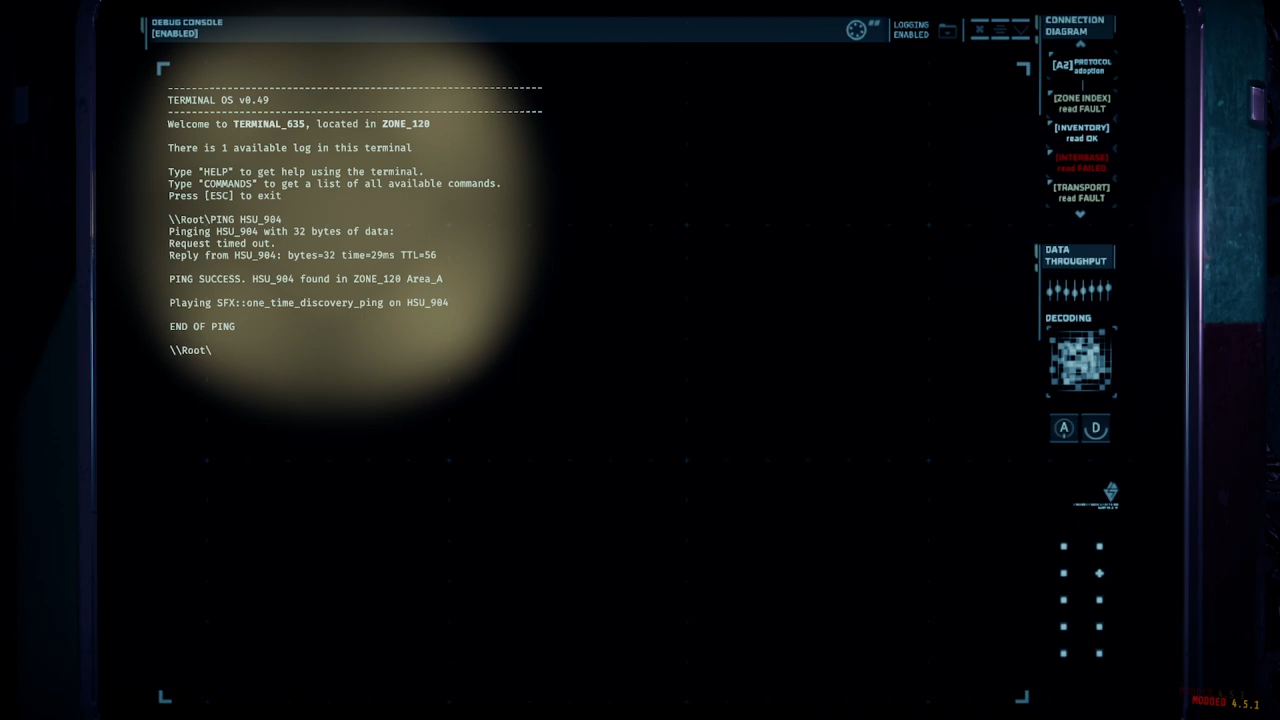 DEBUG CONSOLE
[ENABLED]
LOGGING
ENABLED
CONNECTION
DIAGRAM
[A2] PROTOCOL
adoption
[ZONE INDEX]
read FAULT
[INVENTORY]
read OK
[INTERBASE]
read FAILED
[TRANSPORT]
read FAULT
DATA
THROUGHPUT
DECODING
A D
--------------------------------------------------------------
TERMINAL OS v0.49
--------------------------------------------------------------
Welcome to TERMINAL_635, located in ZONE_120
There is 1 available log in this terminal
Type "HELP" to get help using the terminal.
Type "COMMANDS" to get a list of all available commands.
Press [ESC] to exit
\\Root\PING HSU_904
Pinging HSU_904 with 32 bytes of data:
Request timed out.
Reply from HSU_904: bytes=32 time=29ms TTL=56
PING SUCCESS. HSU_904 found in ZONE_120 Area_A
Playing SFX::one_time_discovery_ping on HSU_904
END OF PING
\\Root\
MODDED 4.5.1